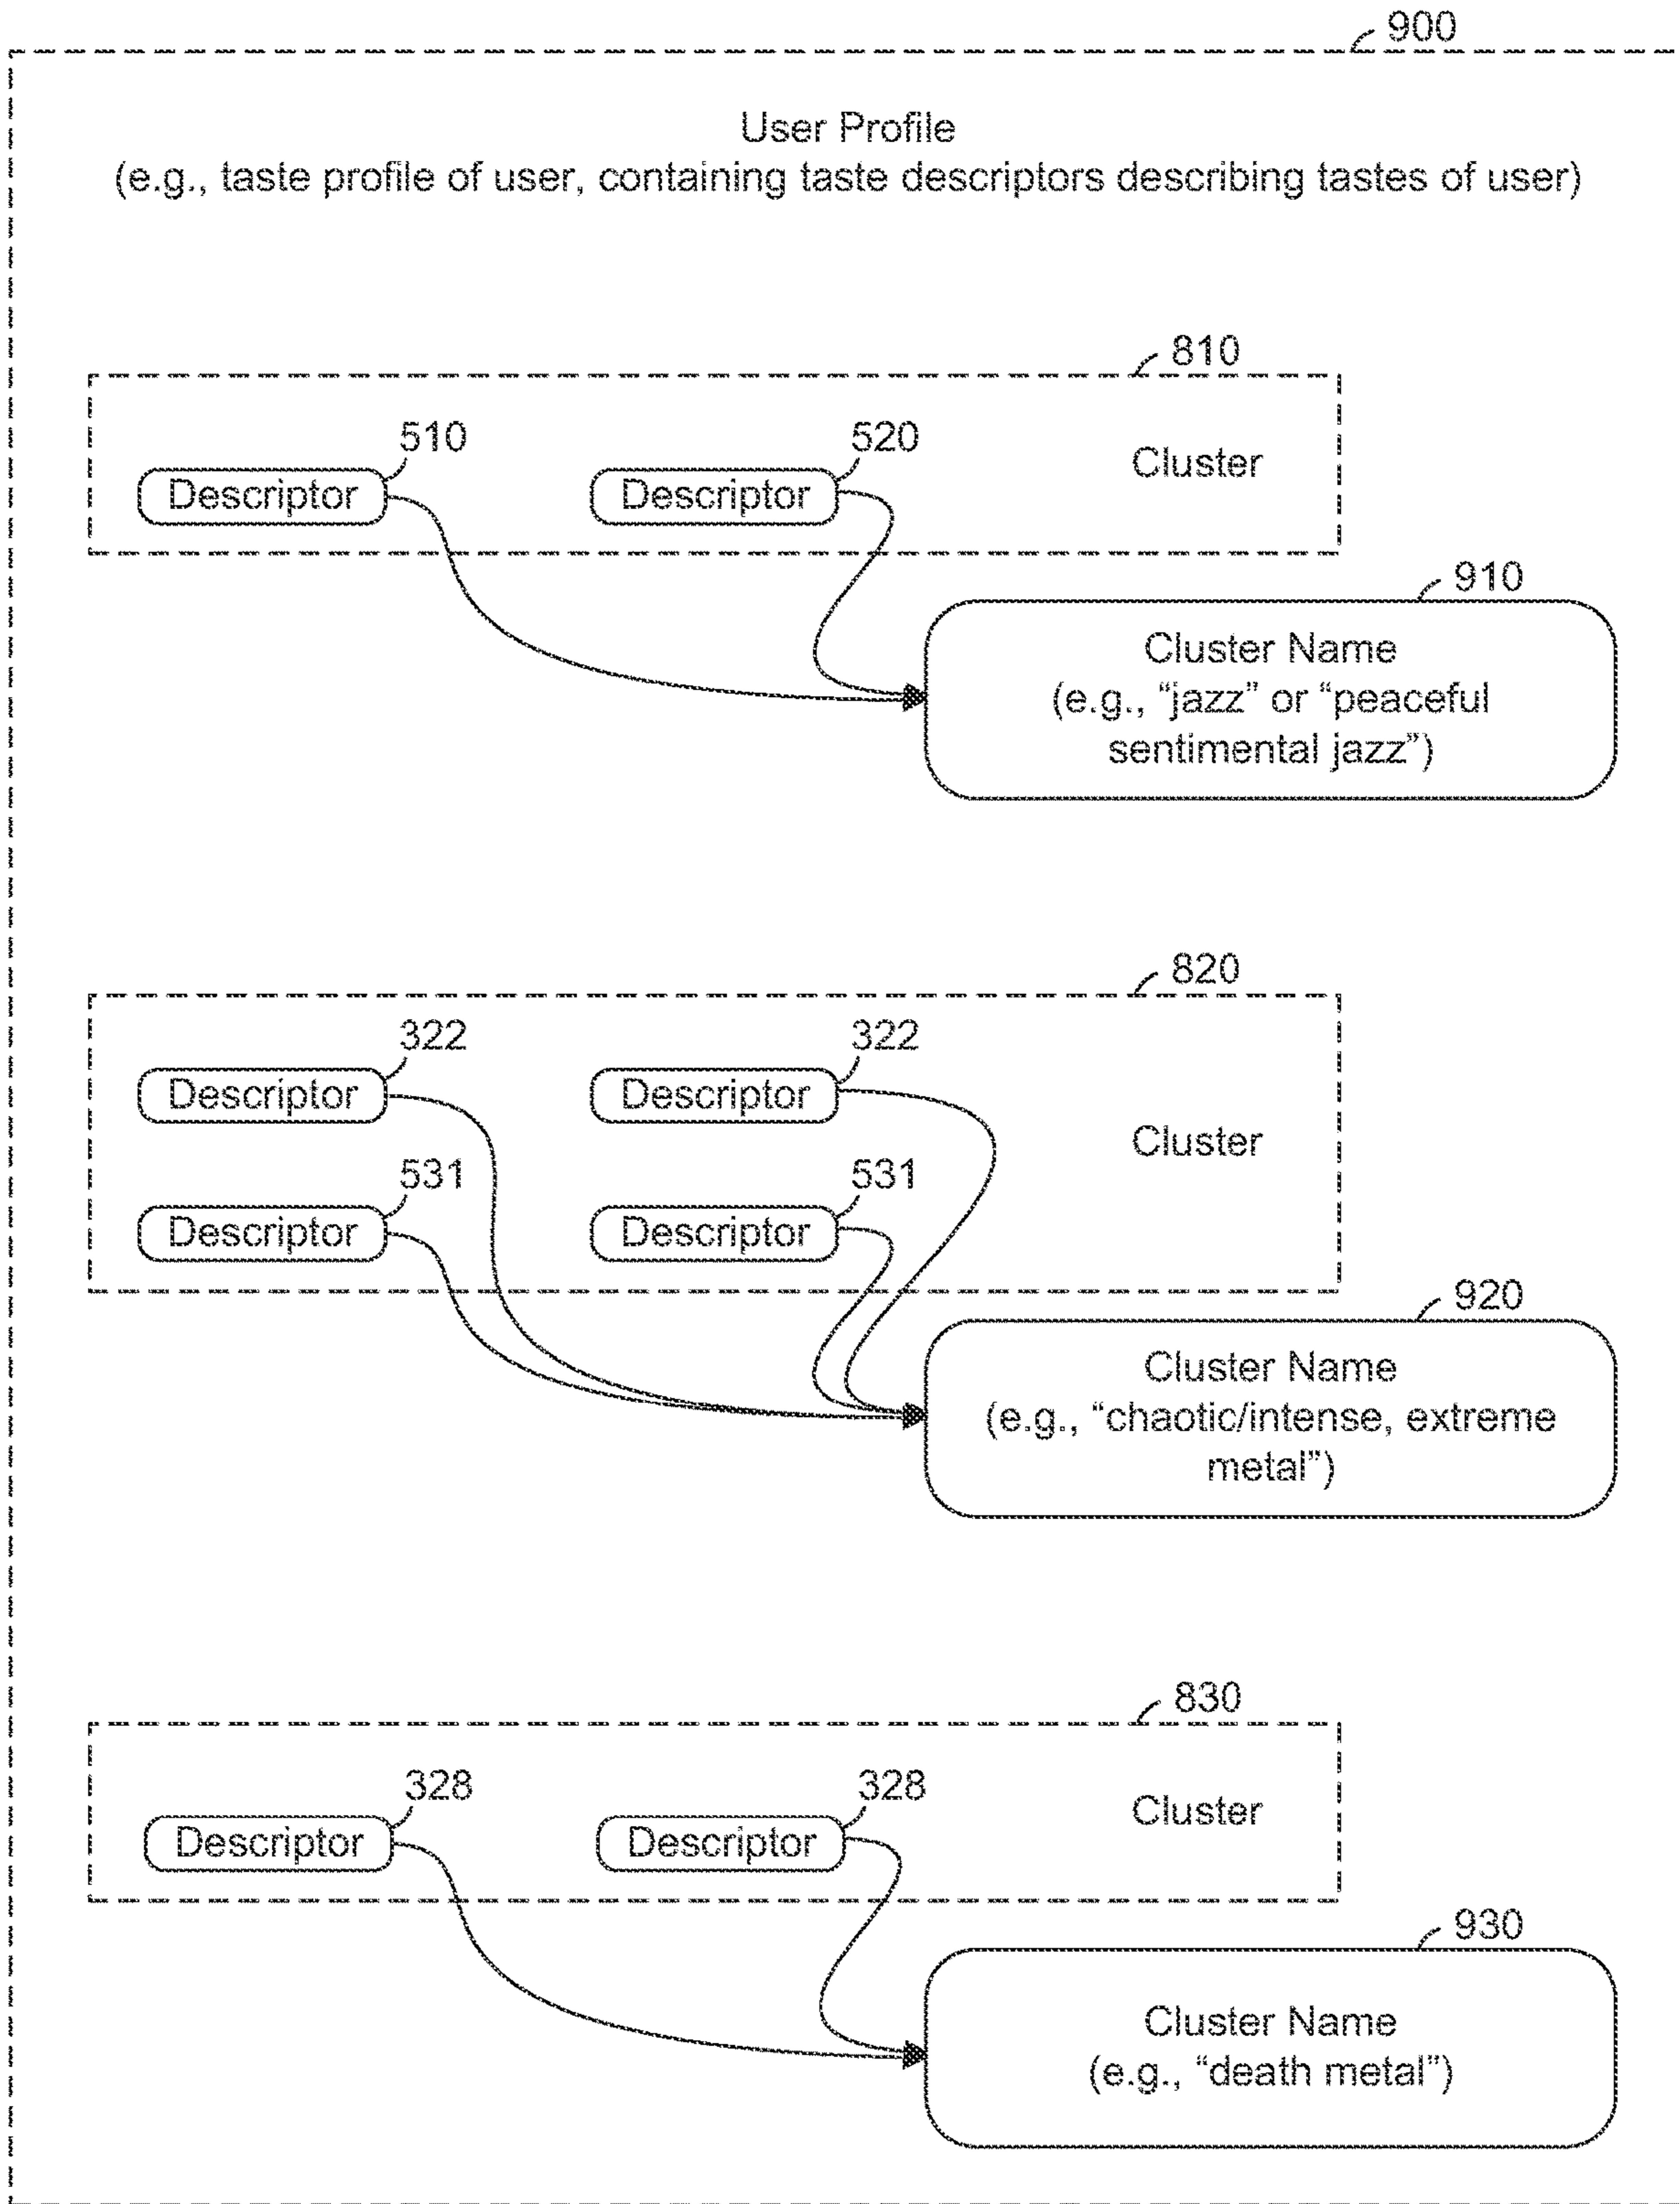 900
User Profile
(e.g., taste profile of user, containing taste descriptors describing tastes of user)
810
510
520
Cluster
Descriptor
Descriptor
910
Cluster Name
(e.g., “jazz” or “peaceful
sentimental jazz”)
820
322
322
Descriptor
Descriptor
Cluster
531
531
Descriptor
Descriptor
920
Cluster Name
(e.g., “chaotic/intense, extreme
metal”)
830
328
328
Cluster
Descriptor
Descriptor
930
Cluster Name
(e.g., “death metal”)